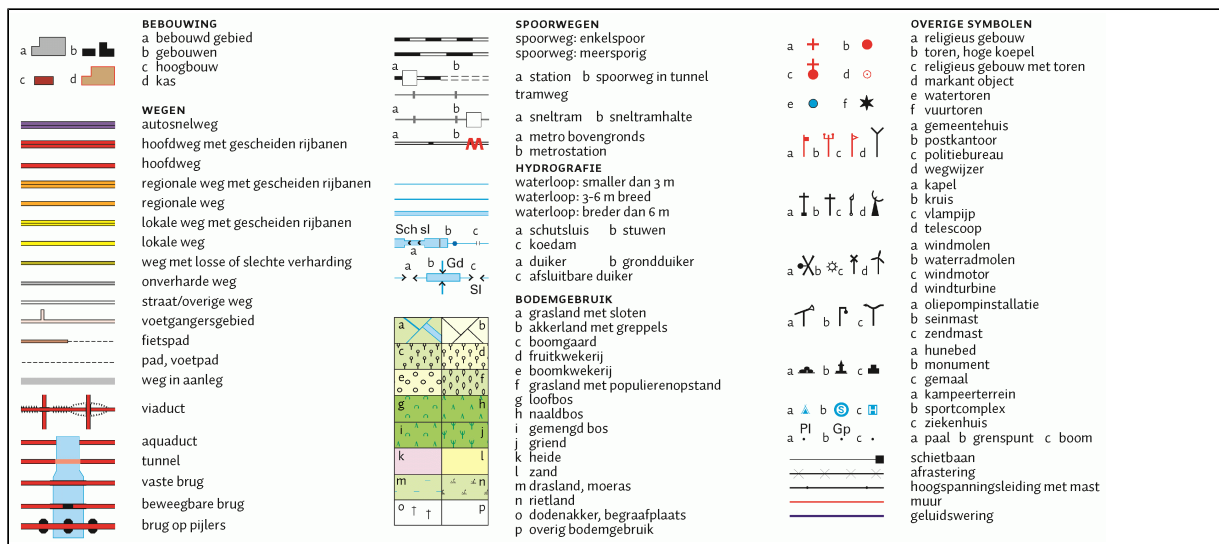 BEBOUWING
a bebouwd gebied
a b
b gebouwen
c hoogbouw
c d
d kas
WEGEN
autosnelweg
hoofdweg met gescheiden rijbanen
hoofdweg
regionale weg met gescheiden rijbanen
regionale weg
lokale weg met gescheiden rijbanen
lokale weg
weg met losse of slechte verharding
onverharde weg
straat/overige weg
voetgangersgebied
fietspad
pad, voetpad
weg in aanleg
viaduct
aquaduct
tunnel
vaste brug
beweegbare brug
brug op pijlers
SPOORWEGEN
spoorweg: enkelspoor
spoorweg: meersporig
a b
a station b spoorweg in tunnel
tramweg
a b
a sneltram b sneltramhalte
a b
a metro bovengronds
b metrostation
HYDROGRAFIE
waterloop: smaller dan 3 m
waterloop: 3-6 m breed
waterloop: breder dan 6 m
Sch sl b c
a
a schutsluis b stuwen
c koedam
a b Gd c
Sl
a duiker b grondduiker
c afsluitbare duiker
BODEMGEBRUIK
a b
c d
e f
g h
i j
k l
m n
o p
a grasland met sloten
b akkerland met greppels
c boomgaard
d fruitkwekerij
e boomkwekerij
f grasland met populierenopstand
g loofbos
h naaldbos
i gemengd bos
j griend
k heide
l zand
m drasland, moeras
n rietland
o dodenakker, begraafplaats
p overig bodemgebruik
OVERIGE SYMBOLEN
a b
c d
e f
a religieus gebouw
b toren, hoge koepel
c religieus gebouw met toren
d markant object
e watertoren
f vuurtoren
a b c d
a gemeentehuis
b postkantoor
c politiebureau
d wegwijzer
a b c d
a kapel
b kruis
c vlampijp
d telescoop
a b c d
a windmolen
b waterradmolen
c windmotor
d windturbine
a b c
a oliepompinstallatie
b seinmast
c zendmast
a b c
a hunebed
b monument
c gemaal
a b S c H
a kampeerterrein
b sportcomplex
c ziekenhuis
Pl Gp
a b c
a paal b grenspunt c boom
schietbaan
afrastering
hoogspanningsleiding met mast
muur
geluidswering